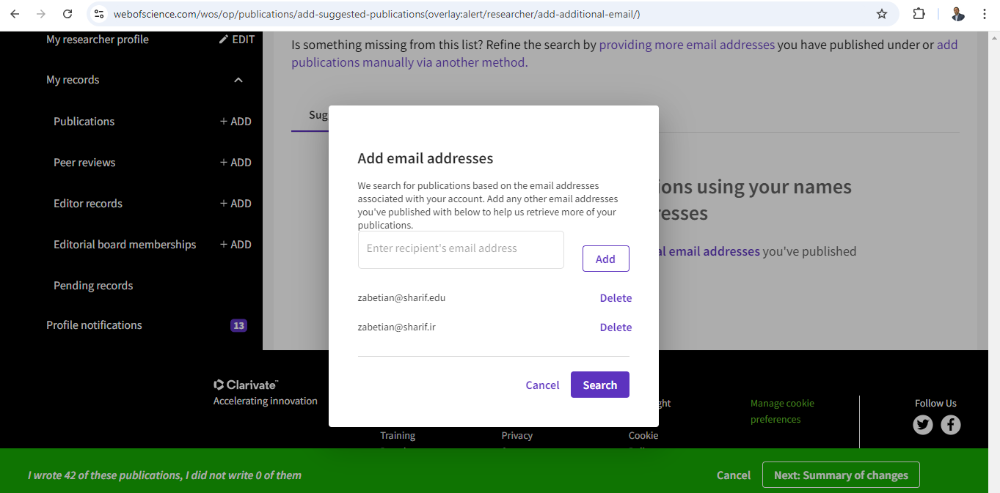 webofscience.com/wos/op/publications/add-suggested-publications(overlay:alert/researcher/add-additional-email/)
My researcher profile EDIT
My records
Publications + ADD
Peer reviews + ADD
Editor records + ADD
Editorial board memberships + ADD
Pending records
Profile notifications 13
Is something missing from this list? Refine the search by providing more email addresses you have published under or add
publications manually via another method.
Sug
ions using your names
resses
al email addresses you've published
Add email addresses
We search for publications based on the email addresses
associated with your account. Add any other email addresses
you've published with below to help us retrieve more of your
publications.
Enter recipient's email address
Add
zabetian@sharif.edu Delete
zabetian@sharif.ir Delete
Cancel Search
Clarivate™
Accelerating innovation
Training
Privacy
ght
Cookie
Manage cookie
preferences
Follow Us
I wrote 42 of these publications, I did not write 0 of them
Cancel Next: Summary of changes